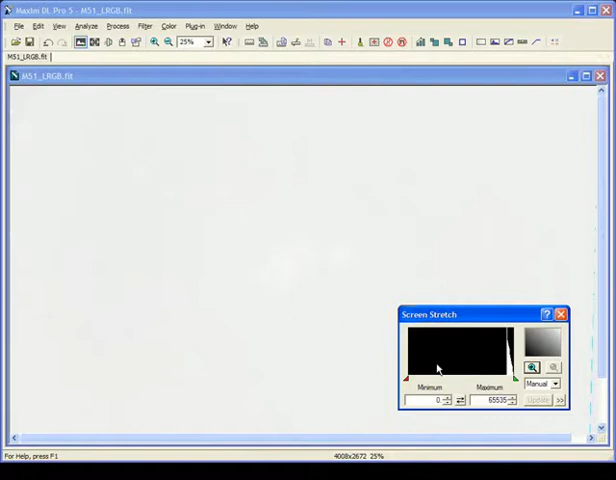 MaxIm DL Pro 5 - M51_LRGB.fit
File Edit View Analyze Process Filter Color Plug-in Window Help
25%
M51_LRGB.fit
M51_LRGB.fit
Screen Stretch
Minimum Maximum Manual
0 65535 Update >>
For Help, press F1 4008x2672 25%